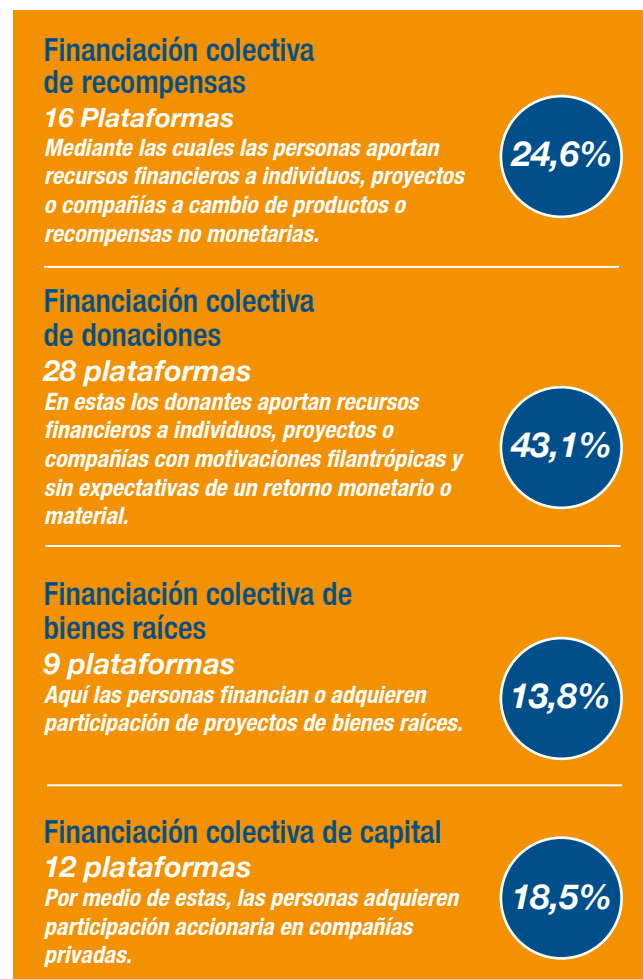 Financiación colectiva
de recompensas
16 Plataformas
Mediante las cuales las personas aportan
recursos financieros a individuos, proyectos
o compañías a cambio de productos o
recompensas no monetarias.
24,6%
Financiación colectiva
de donaciones
28 plataformas
En estas los donantes aportan recursos
financieros a individuos, proyectos o
compañías con motivaciones filantrópicas y
sin expectativas de un retorno monetario o
material.
43,1%
Financiación colectiva de
bienes raíces
9 plataformas
Aquí las personas financian o adquieren
participación de proyectos de bienes raíces.
13,8%
Financiación colectiva de capital
12 plataformas
Por medio de estas, las personas adquieren
participación accionaria en compañías
privadas.
18,5%